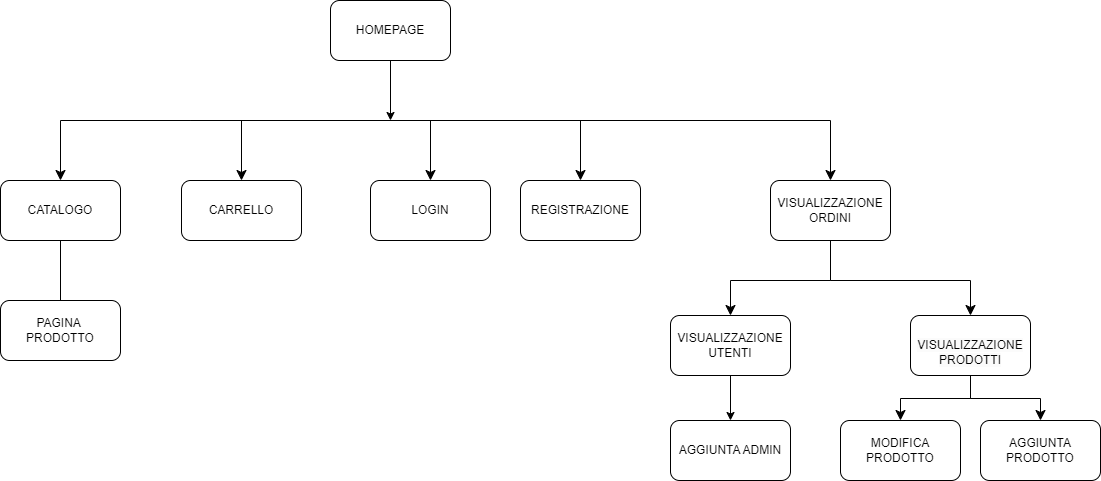 HOMEPAGE
CATALOGO
CARRELLO
LOGIN
REGISTRAZIONE
VISUALIZZAZIONE
ORDINI
PAGINA
PRODOTTO
VISUALIZZAZIONE
UTENTI
VISUALIZZAZIONE
PRODOTTI
AGGIUNTA ADMIN
MODIFICA
PRODOTTO
AGGIUNTA
PRODOTTO